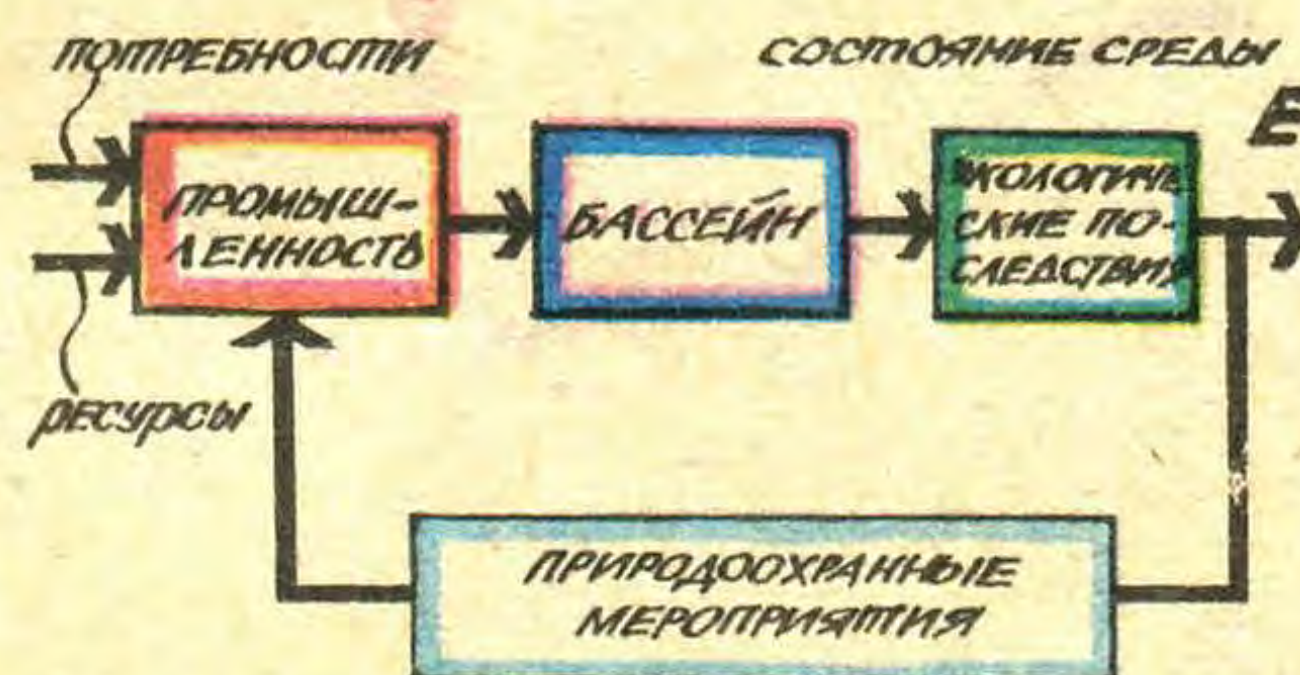 ПОТРЕБНОСТИ
СОСТОЯНИЕ СРЕДЫ
Е
ПРОМЫШ-
ЛЕННОСТЬ
БАССЕЙН
ЭКОЛОГИЧЕ
СКИЕ ПО-
СЛЕДСТВИЯ
РЕСУРСЫ
ПРИРОДООХРАННЫЕ
МЕРОПРИЯТИЯ